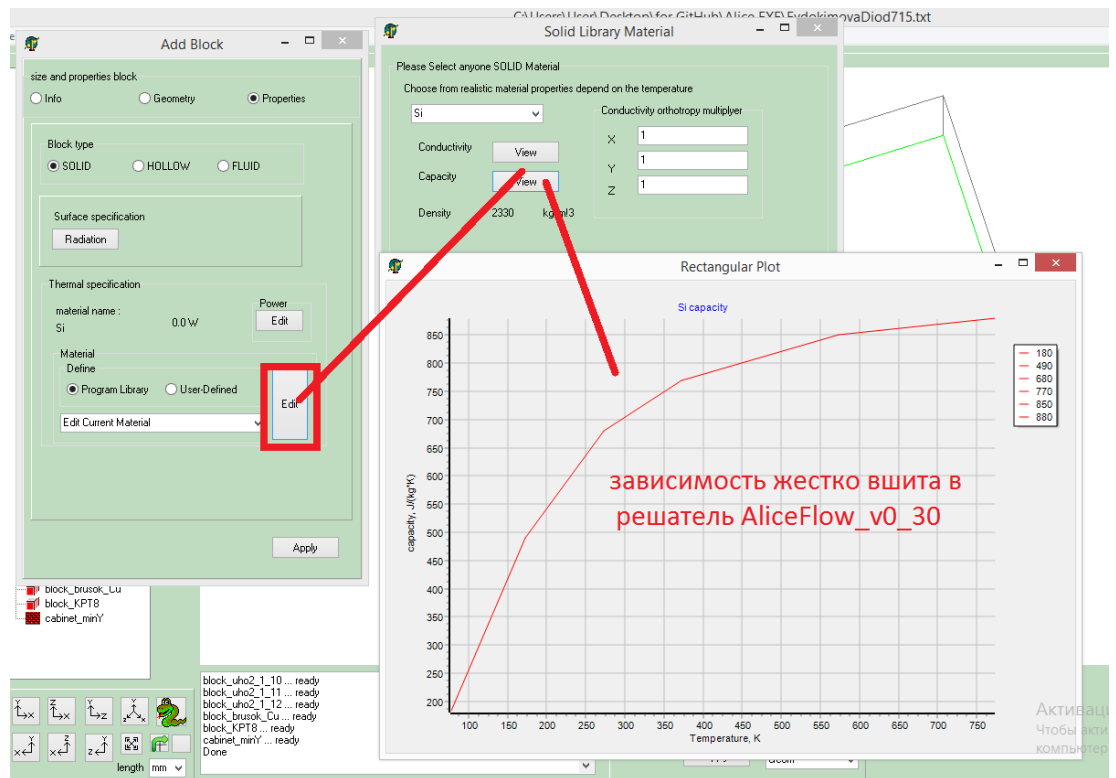 C:\Users\User\Desktop\for GitHub\Alice EXE\EvdokimovaDiod715.txt
Add Block
size and properties block
Info Geometry Properties
Block type
SOLID HOLLOW FLUID
Surface specification
Radiation
Thermal specification
material name :
Si
0.0 W
Power
Edit
Material
Define
Program Library User-Defined
Edit Current Material
Edit
Apply
Solid Library Material
Please Select anyone SOLID Material
Choose from realistic material properties depend on the temperature
Si
Conductivity View
Capacity View
Density 2330 kg/m!3
Conductivity orthotropy multiplyer
X 1
Y 1
Z 1
Rectangular Plot
Si capacity
capacity, J/(kg*K)
850
800
750
700
650
600
550
500
450
400
350
300
250
200
100 150 200 250 300 350 400 450 500 550 600 650 700 750
Temperature, K
180
490
680
770
850
880
зависимость жестко вшита в
решатель AliceFlow_v0_30
block_brusok_Cu
block_KPT8
cabinet_minY
block_uho2_1_10 ... ready
block_uho2_1_11 ... ready
block_uho2_1_12 ... ready
block_brusok_Cu ... ready
block_KPT8 ... ready
cabinet_minY ... ready
Done
length mm
Активаци
Чтобы акти
компьютер